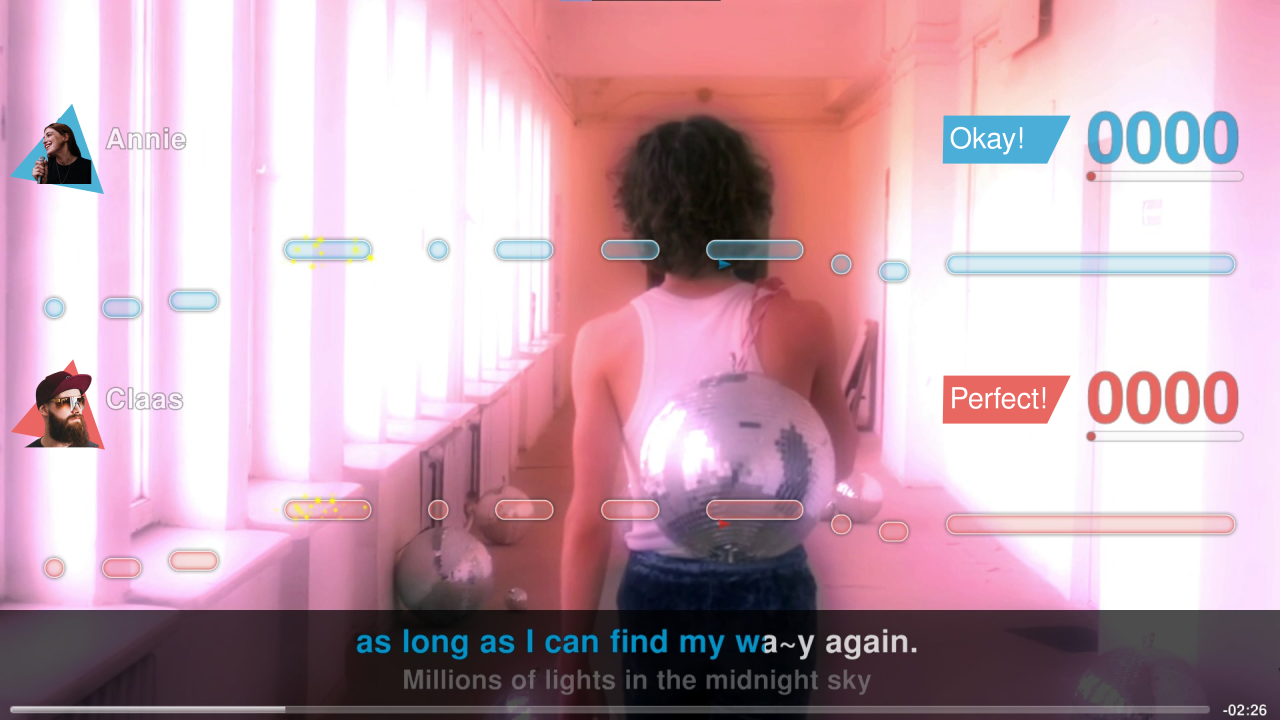 Annie
Okay! 0000
Claas
Perfect! 0000
as long as I can find my wa~y again.
Millions of lights in the midnight sky
-02:26